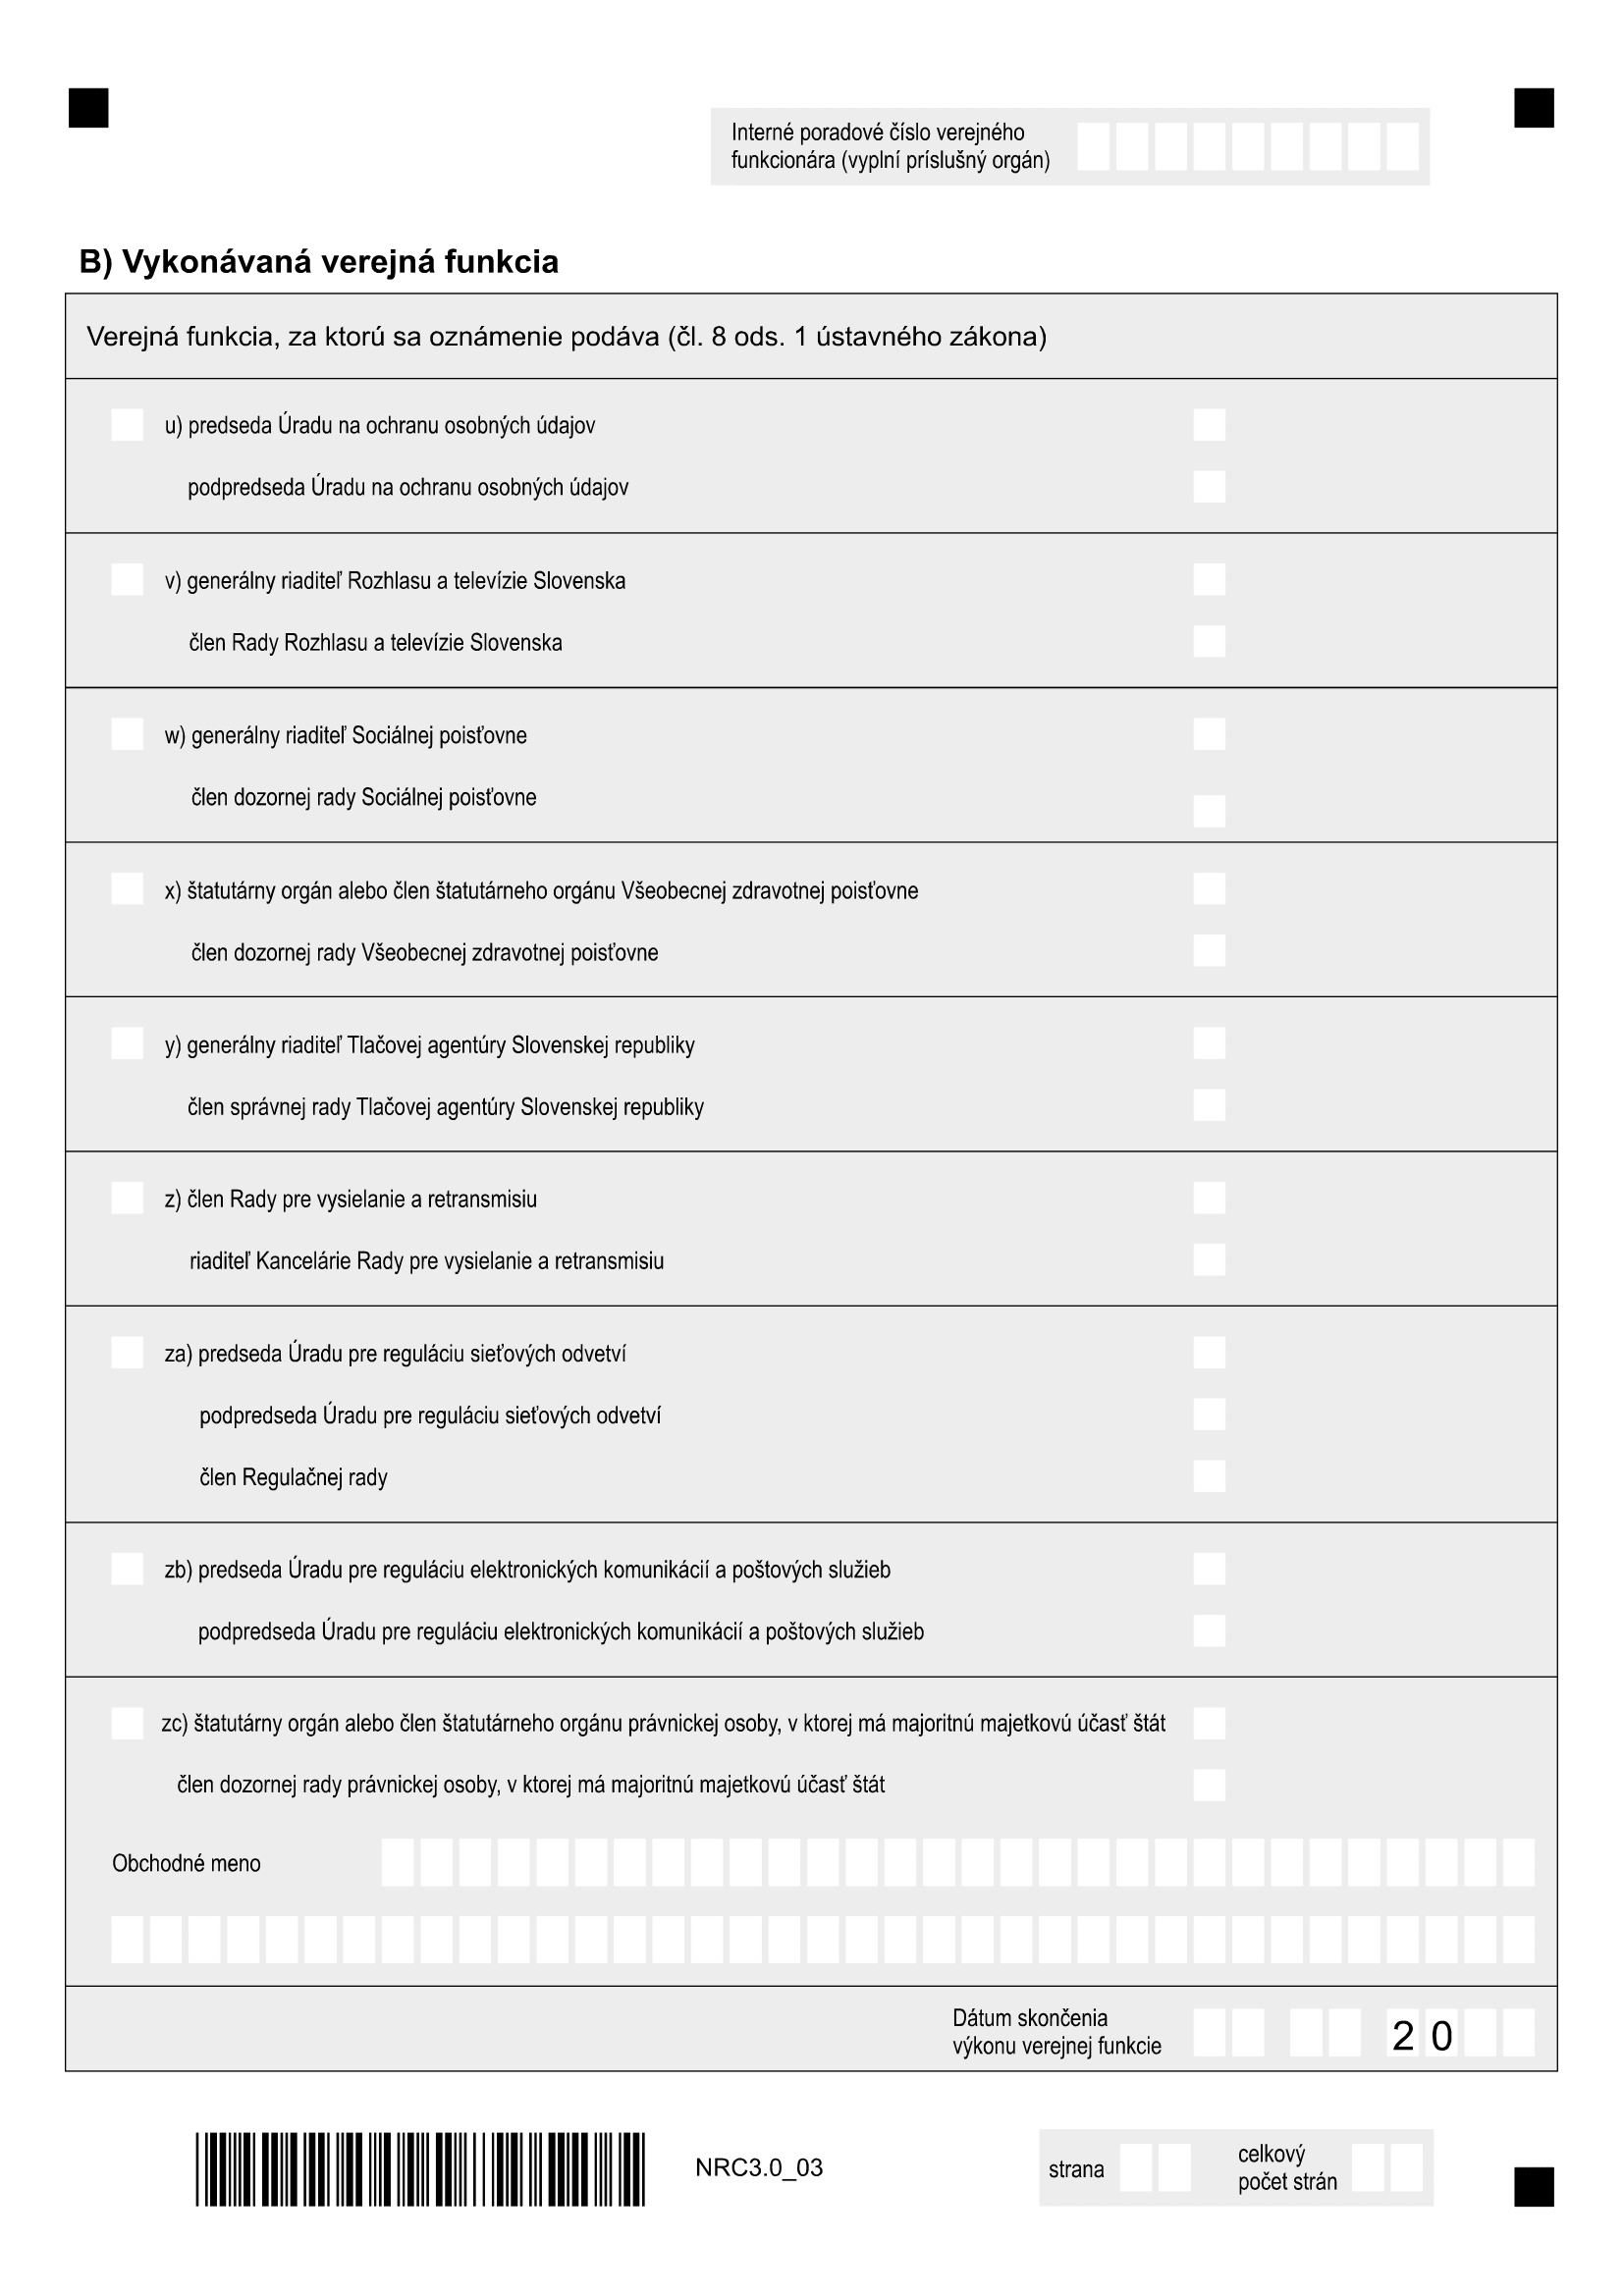 Interné poradové číslo verejného
funkcionára (vyplní príslušný orgán)
B) Vykonávaná verejná funkcia
Verejná funkcia, za ktorú sa oznámenie podáva (čl. 8 ods. 1 ústavného zákona)
u) predseda Úradu na ochranu osobných údajov
podpredseda Úradu na ochranu osobných údajov
v) generálny riaditeľ Rozhlasu a televízie Slovenska
člen Rady Rozhlasu a televízie Slovenska
w) generálny riaditeľ Sociálnej poisťovne
člen dozornej rady Sociálnej poisťovne
x) štatutárny orgán alebo člen štatutárneho orgánu Všeobecnej zdravotnej poisťovne
člen dozornej rady Všeobecnej zdravotnej poisťovne
y) generálny riaditeľ Tlačovej agentúry Slovenskej republiky
člen správnej rady Tlačovej agentúry Slovenskej republiky
z) člen Rady pre vysielanie a retransmisiu
riaditeľ Kancelárie Rady pre vysielanie a retransmisiu
za) predseda Úradu pre reguláciu sieťových odvetví
podpredseda Úradu pre reguláciu sieťových odvetví
člen Regulačnej rady
zb) predseda Úradu pre reguláciu elektronických komunikácií a poštových služieb
podpredseda Úradu pre reguláciu elektronických komunikácií a poštových služieb
zc) štatutárny orgán alebo člen štatutárneho orgánu právnickej osoby, v ktorej má majoritnú majetkovú účasť štát
člen dozornej rady právnickej osoby, v ktorej má majoritnú majetkovú účasť štát
Obchodné meno
Dátum skončenia
výkonu verejnej funkcie 20
NRC3.0_03
strana
celkový
počet strán